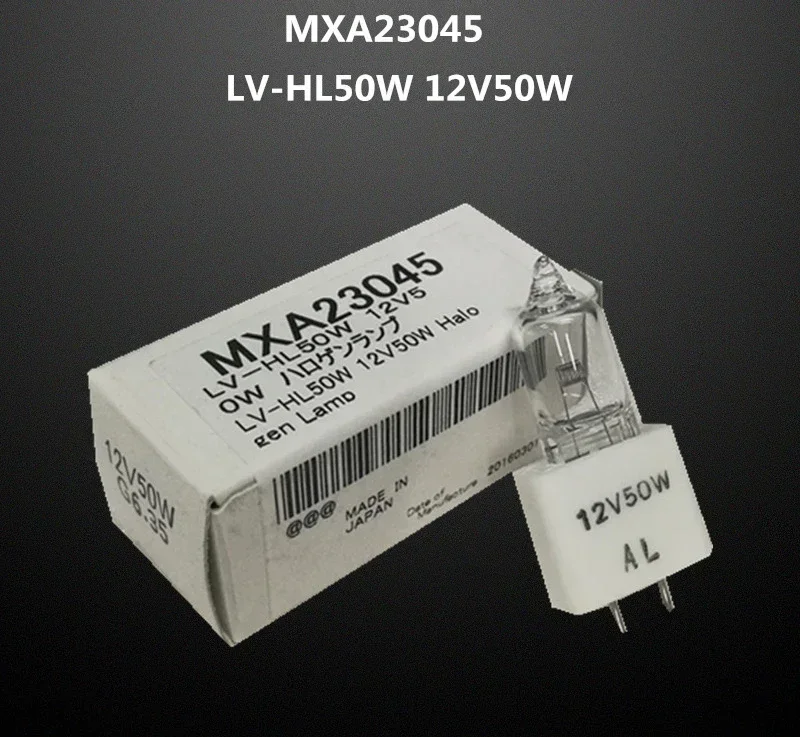 MXA23045
LV-HL50W 12V50W
MXA23045
LV-HL50W 12V5
0W ハロゲンランプ
LV-HL50W 12V50W Halo
gen Lamp
@@@ MADE IN
JAPAN
Date of
Manufacture
20160301
12V50W
G6.35
12V50W
AL